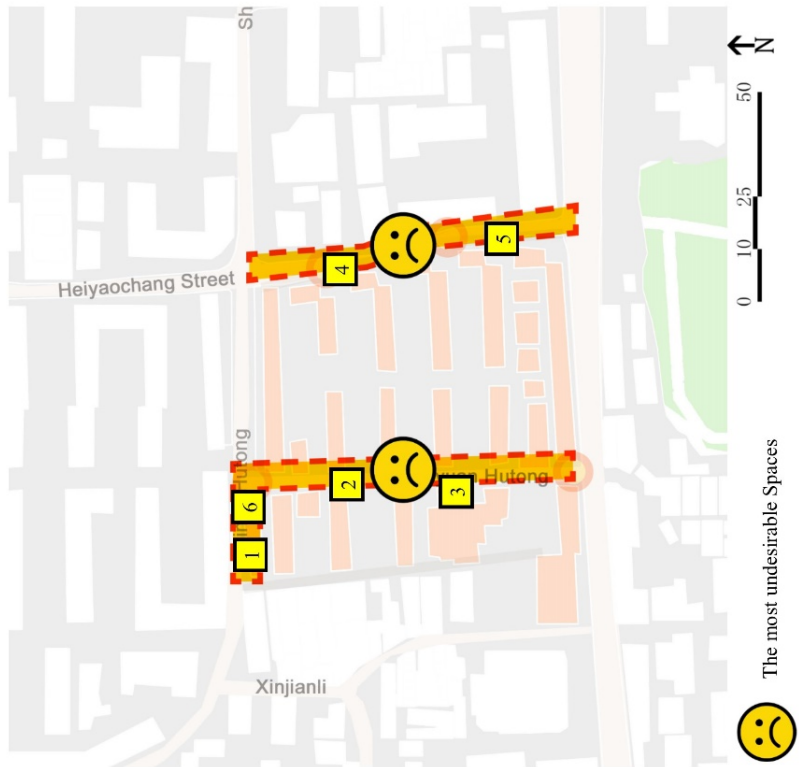 Sh
Heiyaochang Street
Hutong
Hutong
Xinjianli
4
5
6
1
2
3
N
0 10 25 50
The most undesirable Spaces